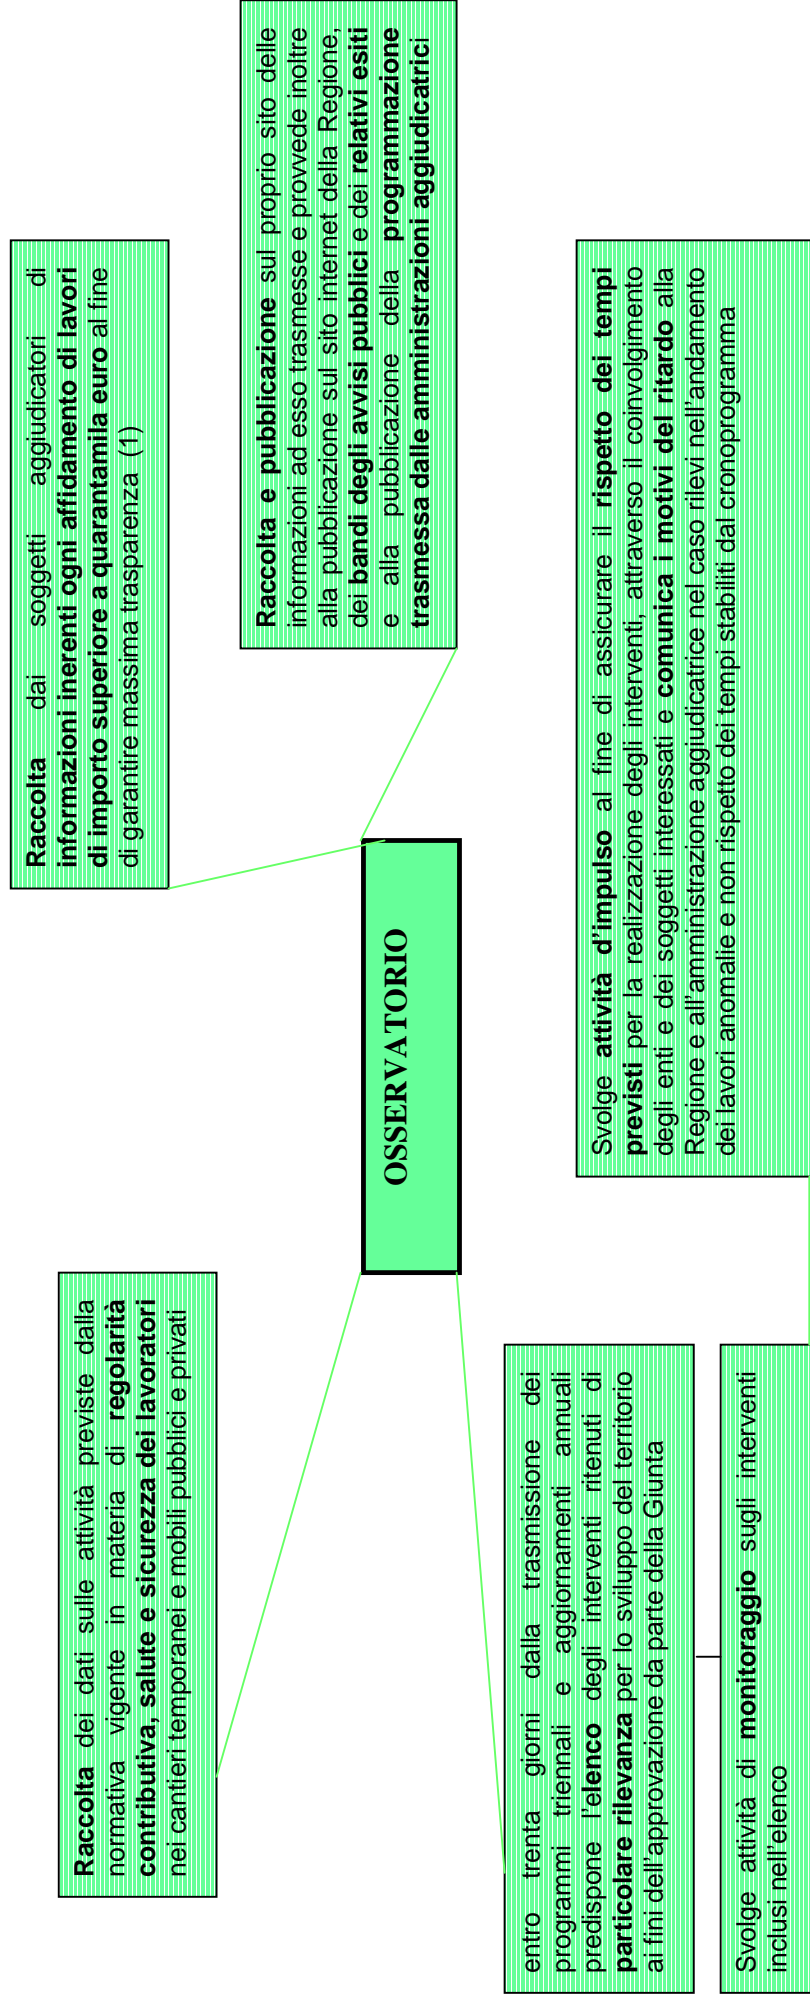 Raccolta dei dati sulle attività previste dalla
normativa vigente in materia di regolarità
contributiva, salute e sicurezza dei lavoratori
nei cantieri temporanei e mobili pubblici e privati
Raccolta dai soggetti aggiudicatori di
informazioni inerenti ogni affidamento di lavori
di importo superiore a quarantamila euro al fine
di garantire massima trasparenza (1)
Raccolta e pubblicazione sul proprio sito delle
informazioni ad esso trasmesse e provvede inoltre
alla pubblicazione sul sito internet della Regione,
dei bandi degli avvisi pubblici e dei relativi esiti
e alla pubblicazione della programmazione
trasmessa dalle amministrazioni aggiudicatrici
OSSERVATORIO
entro trenta giorni dalla trasmissione dei
programmi triennali e aggiornamenti annuali
predispone l'elenco degli interventi ritenuti di
particolare rilevanza per lo sviluppo del territorio
ai fini dell'approvazione da parte della Giunta
Svolge attività di monitoraggio sugli interventi
inclusi nell'elenco
Svolge attività d'impulso al fine di assicurare il rispetto dei tempi
previsti per la realizzazione degli interventi, attraverso il coinvolgimento
degli enti e dei soggetti interessati e comunica i motivi del ritardo alla
Regione e all'amministrazione aggiudicatrice nel caso rilevi nell'andamento
dei lavori anomalie e non rispetto dei tempi stabiliti dal cronoprogramma